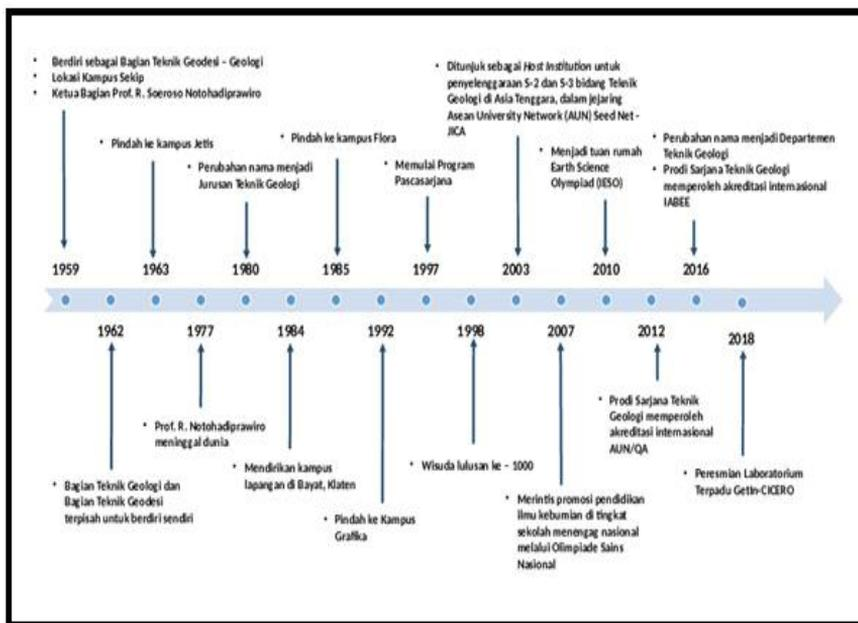 Berdiri sebagai Bagian Teknik Geodesi – Geologi
Lokasi Kampus Sekip
Ketua Bagian Prof. R. Soeroso Notohadiprawiro
Pindah ke kampus Jetis
Perubahan nama menjadi
Jurusan Teknik Geologi
Pindah ke kampus Flora
Memulai Program
Pascasarjana
Ditunjuk sebagai Host Institution untuk
penyelenggaraan S-2 dan S-3 bidang Teknik
Geologi di Asia Tenggara, dalam jejaring
Asean University Network (AUN) Seed Net -
JICA
Menjadi tuan rumah
Earth Science
Olympiad (IESO)
Perubahan nama menjadi Departemen
Teknik Geologi
Prodi Sarjana Teknik Geologi
memperoleh akreditasi internasional
IABEE
1959 1963 1980 1985 1997 2003 2010 2016
1962 1977 1984 1992 1998 2007 2012 2018
Bagian Teknik Geologi dan
Bagian Teknik Geodesi
terpisah untuk berdiri sendiri
Prof. R. Notohadiprawiro
meninggal dunia
Mendirikan kampus
lapangan di Bayat, Klaten
Pindah ke Kampus
Grafika
Wisuda lulusan ke – 1000
Merintis promosi pendidikan
ilmu kebumian di tingkat
sekolah menengag nasional
melalui Olimpiade Sains
Nasional
Prodi Sarjana Teknik
Geologi memperoleh
akreditasi internasional
AUN/QA
Peresmian Laboratorium
Terpadu Getin-CICERO